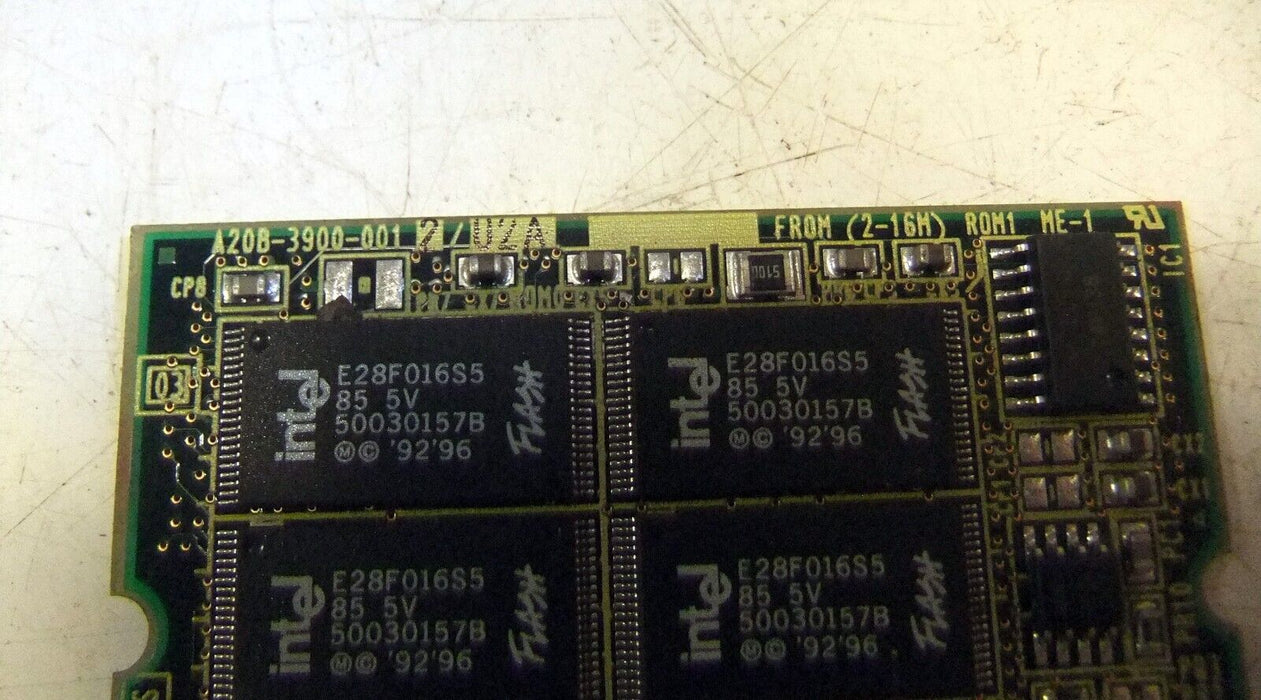 A20B-3900-001 2/02A FROM (2-16M) ROM1 ME-1
CP8
IC1
5100
03
intel E28F016S5
85 5V
50030157B
Ⓜ© '92'96
FLASH
intel E28F016S5
85 5V
50030157B
Ⓜ© '92'96
FLASH
intel E28F016S5
85 5V
50030157B
Ⓜ© '92'96
FLASH
intel E28F016S5
85 5V
50030157B
Ⓜ© '92'96
FLASH